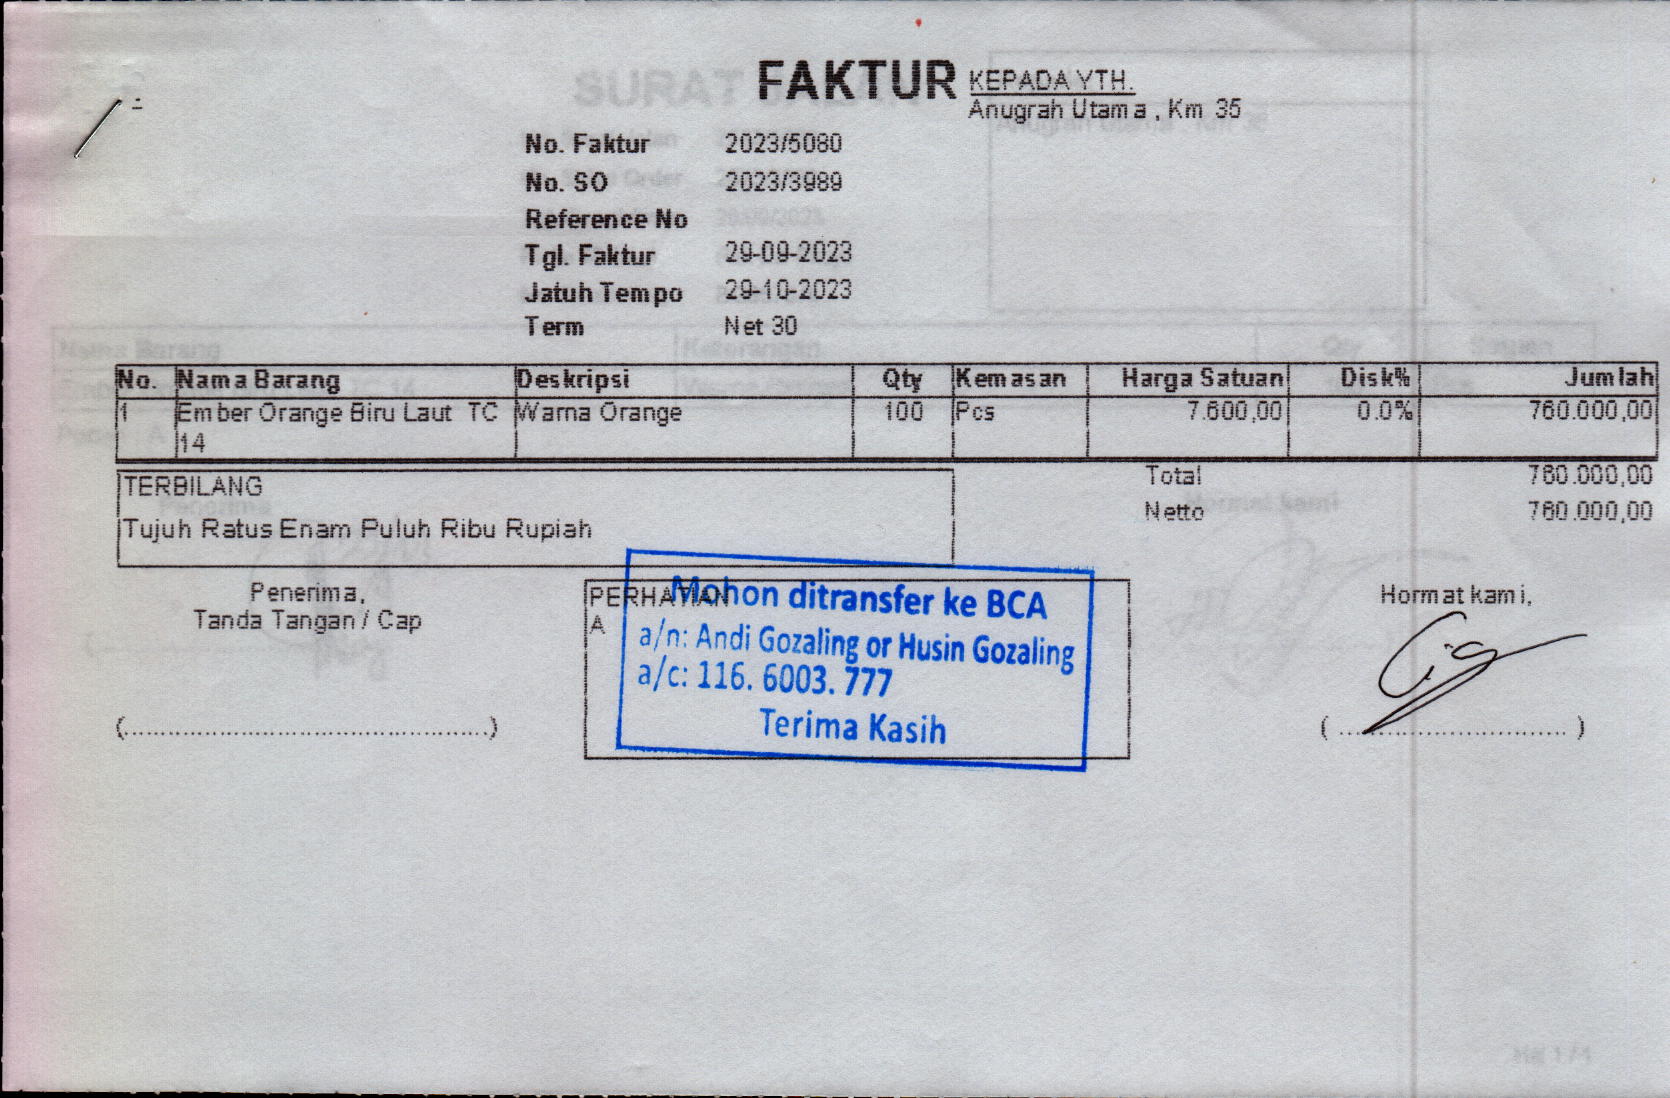 FAKTUR
KEPADA YTH.
Anugrah Utama , Km 35
No. Faktur 2023/5080
No. SO 2023/3989
Reference No
Tgl. Faktur 29-09-2023
Jatuh Tempo 29-10-2023
Term Net 30
No. Nama Barang Deskripsi Qty Kemasan Harga Satuan Disk% Jumlah
1 Ember Orange Biru Laut TC Warna Orange 100 Pcs 7.600,00 0.0% 760.000,00
14
Total 760.000,00
TERBILANG
Netto 760.000,00
Tujuh Ratus Enam Puluh Ribu Rupiah
Penerima,
Tanda Tangan / Cap
(............................................)
PERHATIAN
A
Mohon ditransfer ke BCA
a/n: Andi Gozaling or Husin Gozaling
a/c: 116. 6003. 777
Terima Kasih
Hormat kami,
(............................)